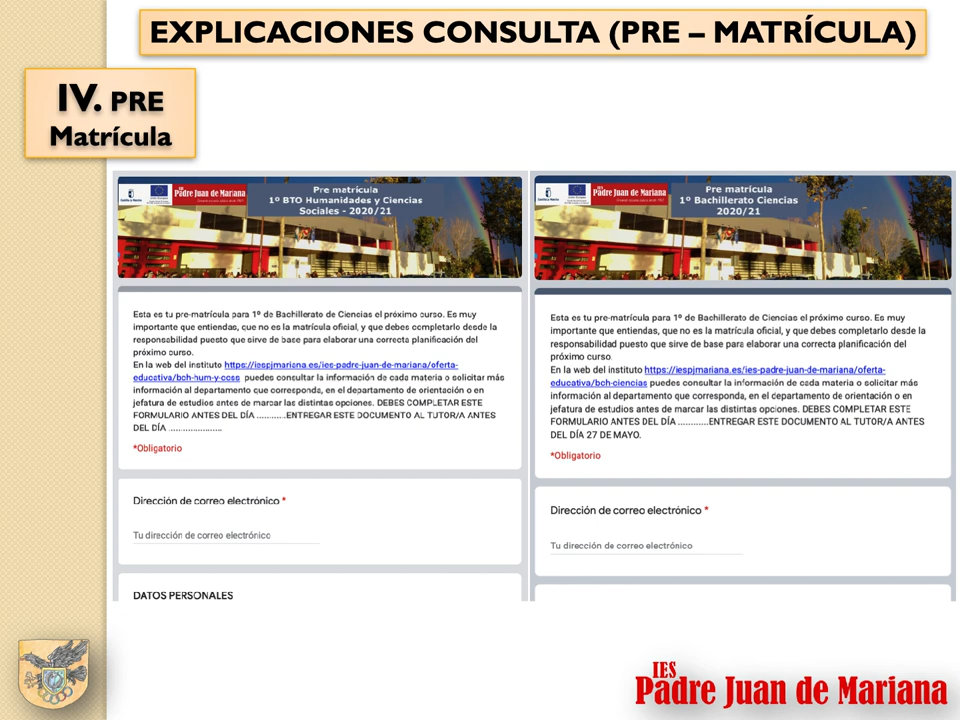 EXPLICACIONES CONSULTA (PRE – MATRÍCULA)
IV. PRE
Matrícula
Castilla-La Mancha
IES
Padre Juan de Mariana
Pre matrícula
1º BTO Humanidades y Ciencias
Sociales - 2020/21
Esta es tu pre-matrícula para 1º de Bachillerato de Ciencias el próximo curso. Es muy
importante que entiendas, que no es la matrícula oficial, y que debes completarlo desde la
responsabilidad puesto que sirve de base para elaborar una correcta planificación del
próximo curso.
En la web del instituto https://iespjmariana.es/ies-padre-juan-de-mariana/oferta-
educativa/bch-hum-y-ccss puedes consultar la información de cada materia o solicitar más
información al departamento que corresponda, en el departamento de orientación o en
jefatura de estudios antes de marcar las distintas opciones. DEBES COMPLETAR ESTE
FORMULARIO ANTES DEL DÍA ...........ENTREGAR ESTE DOCUMENTO AL TUTOR/A ANTES
DEL DÍA ......................
*Obligatorio
Dirección de correo electrónico *
Tu dirección de correo electrónico
DATOS PERSONALES
Castilla-La Mancha
IES
Padre Juan de Mariana
Pre matrícula
1º Bachillerato Ciencias
2020/21
Esta es tu pre-matrícula para 1º de Bachillerato de Ciencias el próximo curso. Es muy
importante que entiendas, que no es la matrícula oficial, y que debes completarlo desde la
responsabilidad puesto que sirve de base para elaborar una correcta planificación del
próximo curso
En la web del instituto https://iespjmariana.es/ies-padre-juan-de-mariana/oferta-
educativa/bch-ciencias puedes consultar la información de cada materia o solicitar más
información al departamento que corresponda, en el departamento de orientación o en
jefatura de estudios antes de marcar las distintas opciones. DEBES COMPLETAR ESTE
FORMULARIO ANTES DEL DÍA ............ENTREGAR ESTE DOCUMENTO AL TUTOR/A ANTES
DEL DÍA 27 DE MAYO.
*Obligatorio
Dirección de correo electrónico *
Tu dirección de correo electrónico
IES
Padre Juan de Mariana